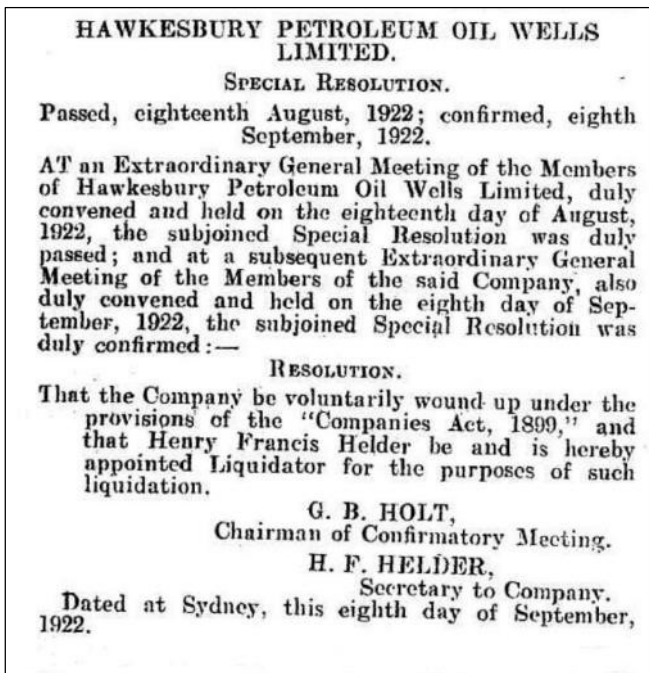 HAWKESBURY PETROLEUM OIL WELLS
LIMITED.
SPECIAL RESOLUTION.
Passed, eighteenth August, 1922; confirmed, eighth
September, 1922.
AT an Extraordinary General Meeting of the Members
of Hawkesbury Petroleum Oil Wells Limited, duly
convened and held on the eighteenth day of August,
1922, the subjoined Special Resolution was duly
passed; and at a subsequent Extraordinary General
Meeting of the Members of the said Company, also
duly convened and held on the eighth day of Sep-
tember, 1922, the subjoined Special Resolution was
duly confirmed:—
RESOLUTION.
That the Company be voluntarily wound up under the
provisions of the "Companies Act, 1899," and
that Henry Francis Helder be and is hereby
appointed Liquidator for the purposes of such
liquidation.
G. B. HOLT,
Chairman of Confirmatory Meeting.
H. F. HELDER,
Secretary to Company.
Dated at Sydney, this eighth day of September,
1922.